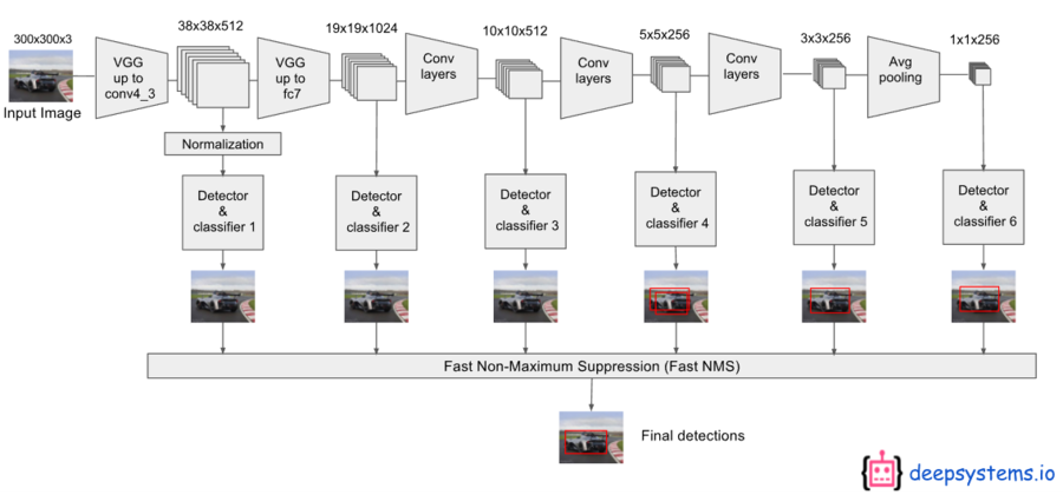 300x300x3
38x38x512
19x19x1024
10x10x512
5x5x256
3x3x256
1x1x256
VGG
up to
conv4_3
VGG
up to
fc7
Conv
layers
Conv
layers
Conv
layers
Avg
pooling
Input Image
Normalization
Detector
&
classifier 1
Detector
&
classifier 2
Detector
&
classifier 3
Detector
&
classifier 4
Detector
&
classifier 5
Detector
&
classifier 6
Fast Non-Maximum Suppression (Fast NMS)
Final detections
deepsystems.io